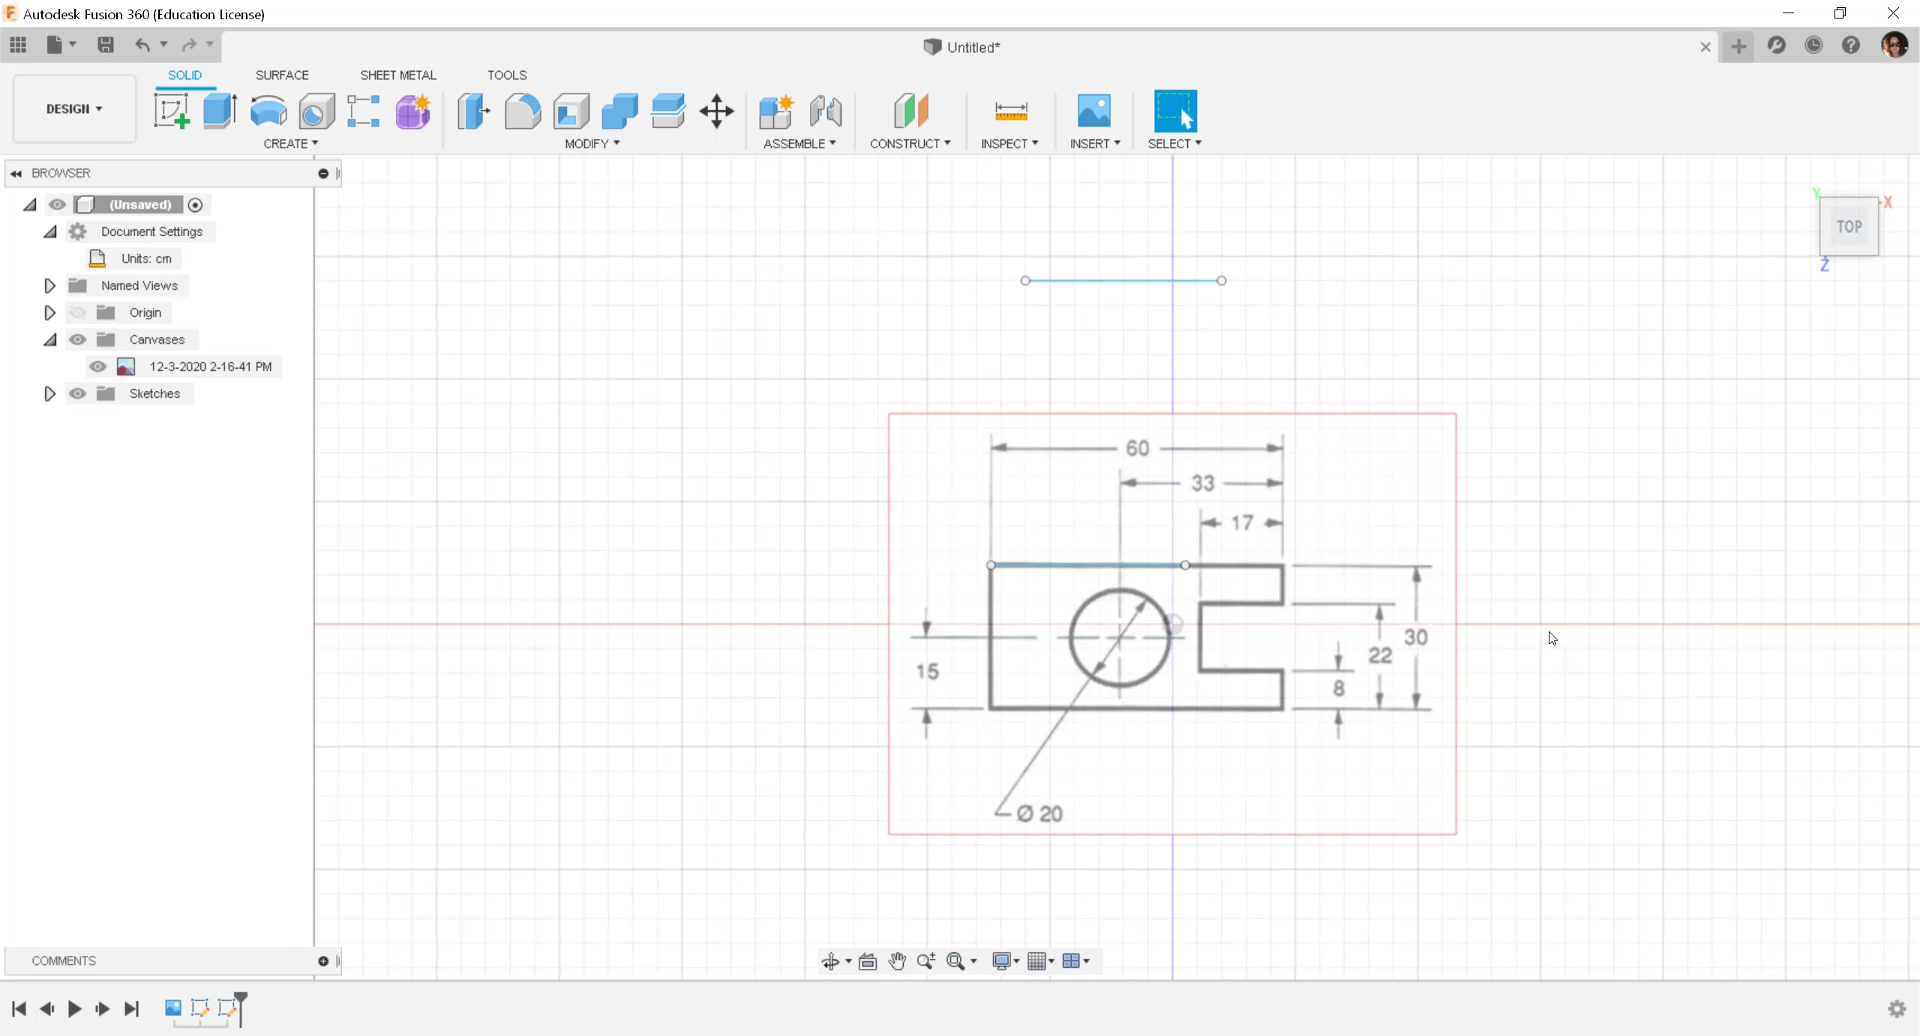 Autodesk Fusion 360 (Education License)
Untitled*
SOLID SURFACE SHEET METAL TOOLS
DESIGN
CREATE MODIFY ASSEMBLE CONSTRUCT INSPECT INSERT SELECT
BROWSER
(Unsaved)
Document Settings
Units: cm
Named Views
Origin
Canvases
12-3-2020 2-16-41 PM
Sketches
Y
X
TOP
Z
60
33
17
30
22
15
8
Ø 20
COMMENTS